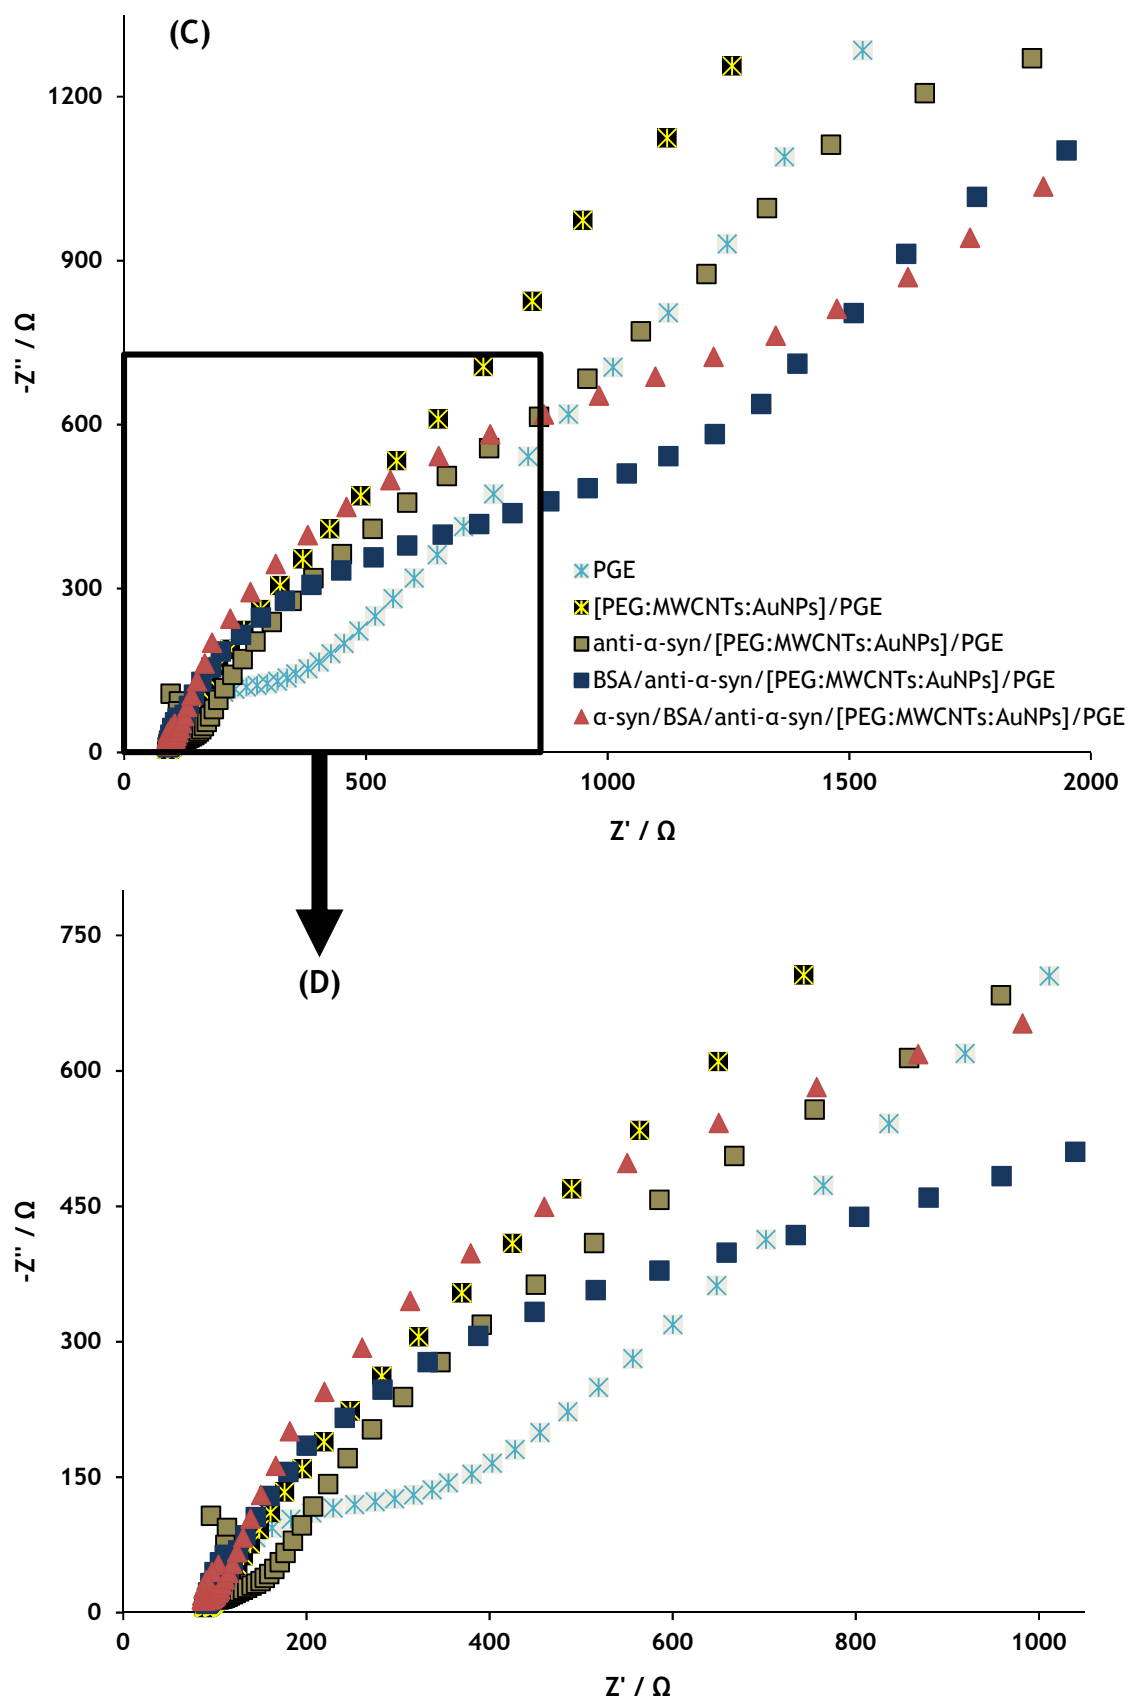 (C)
1200
900
600
300
0
-Z'' / Ω
PGE
[PEG:MWCNTs:AuNPs]/PGE
anti-α-syn/[PEG:MWCNTs:AuNPs]/PGE
BSA/anti-α-syn/[PEG:MWCNTs:AuNPs]/PGE
α-syn/BSA/anti-α-syn/[PEG:MWCNTs:AuNPs]/PGE
0 500 1000 1500 2000
Z' / Ω
(D)
750
600
450
300
150
0
-Z'' / Ω
0 200 400 600 800 1000
Z' / Ω